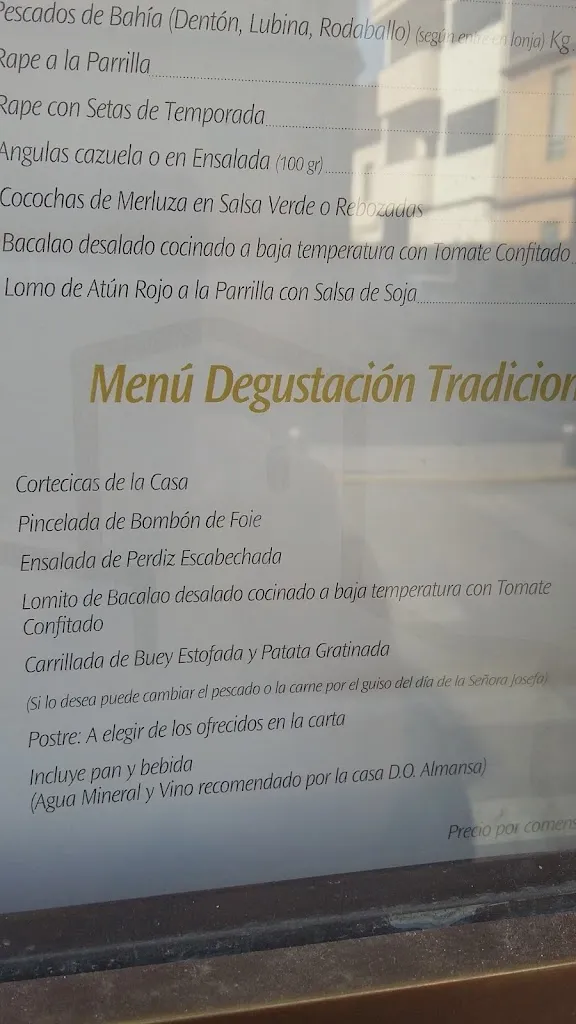 Pescados de Bahía (Dentón, Lubina, Rodaballo) (según entre en lonja) Kg.
Rape a la Parrilla
Rape con Setas de Temporada
Angulas cazuela o en Ensalada (100 gr)
Cocochas de Merluza en Salsa Verde o Rebozadas
Bacalao desalado cocinado a baja temperatura con Tomate Confitado
Lomo de Atún Rojo a la Parrilla con Salsa de Soja
Menú Degustación Tradicion
Cortecicas de la Casa
Pincelada de Bombón de Foie
Ensalada de Perdiz Escabechada
Lomito de Bacalao desalado cocinado a baja temperatura con Tomate
Confitado
Carrillada de Buey Estofada y Patata Gratinada
(Si lo desea puede cambiar el pescado o la carne por el guiso del día de la Señora Josefa)
Postre: A elegir de los ofrecidos en la carta
Incluye pan y bebida
(Agua Mineral y Vino recomendado por la casa D.O. Almansa)
Precio por comens